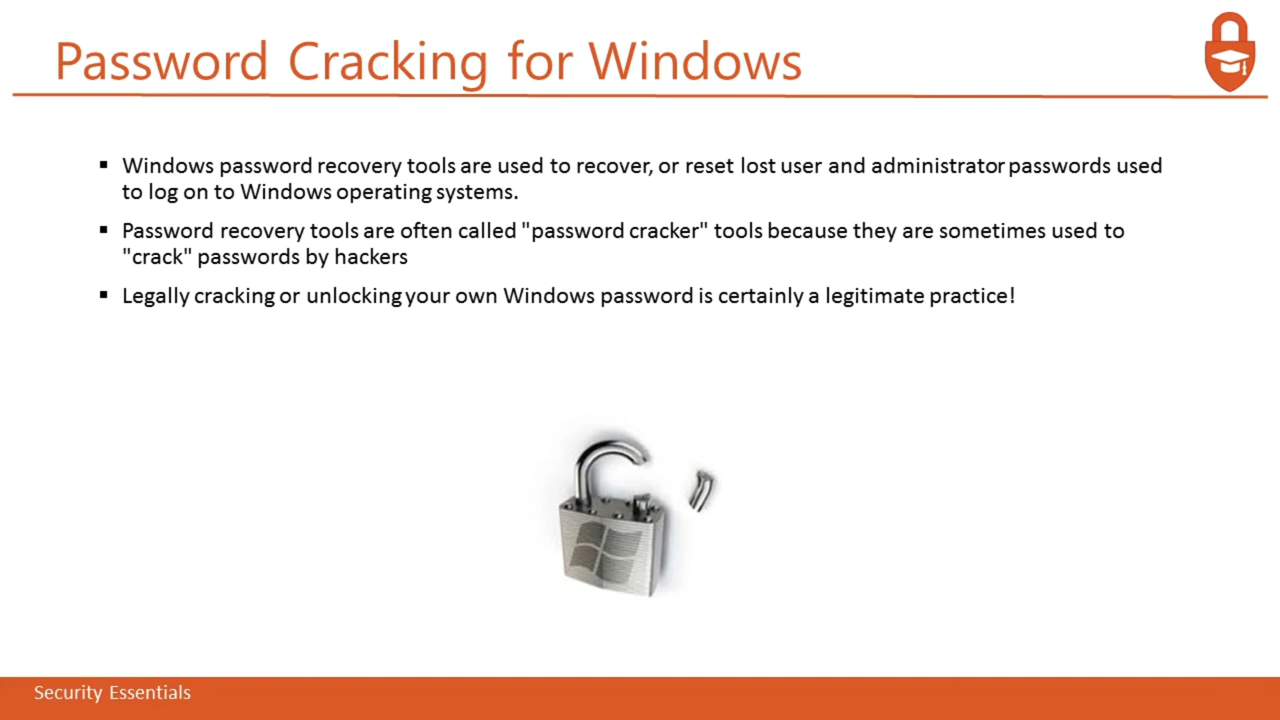 Password Cracking for Windows
▪ Windows password recovery tools are used to recover, or reset lost user and administrator passwords used
to log on to Windows operating systems.
▪ Password recovery tools are often called "password cracker" tools because they are sometimes used to
"crack" passwords by hackers
▪ Legally cracking or unlocking your own Windows password is certainly a legitimate practice!
Security Essentials